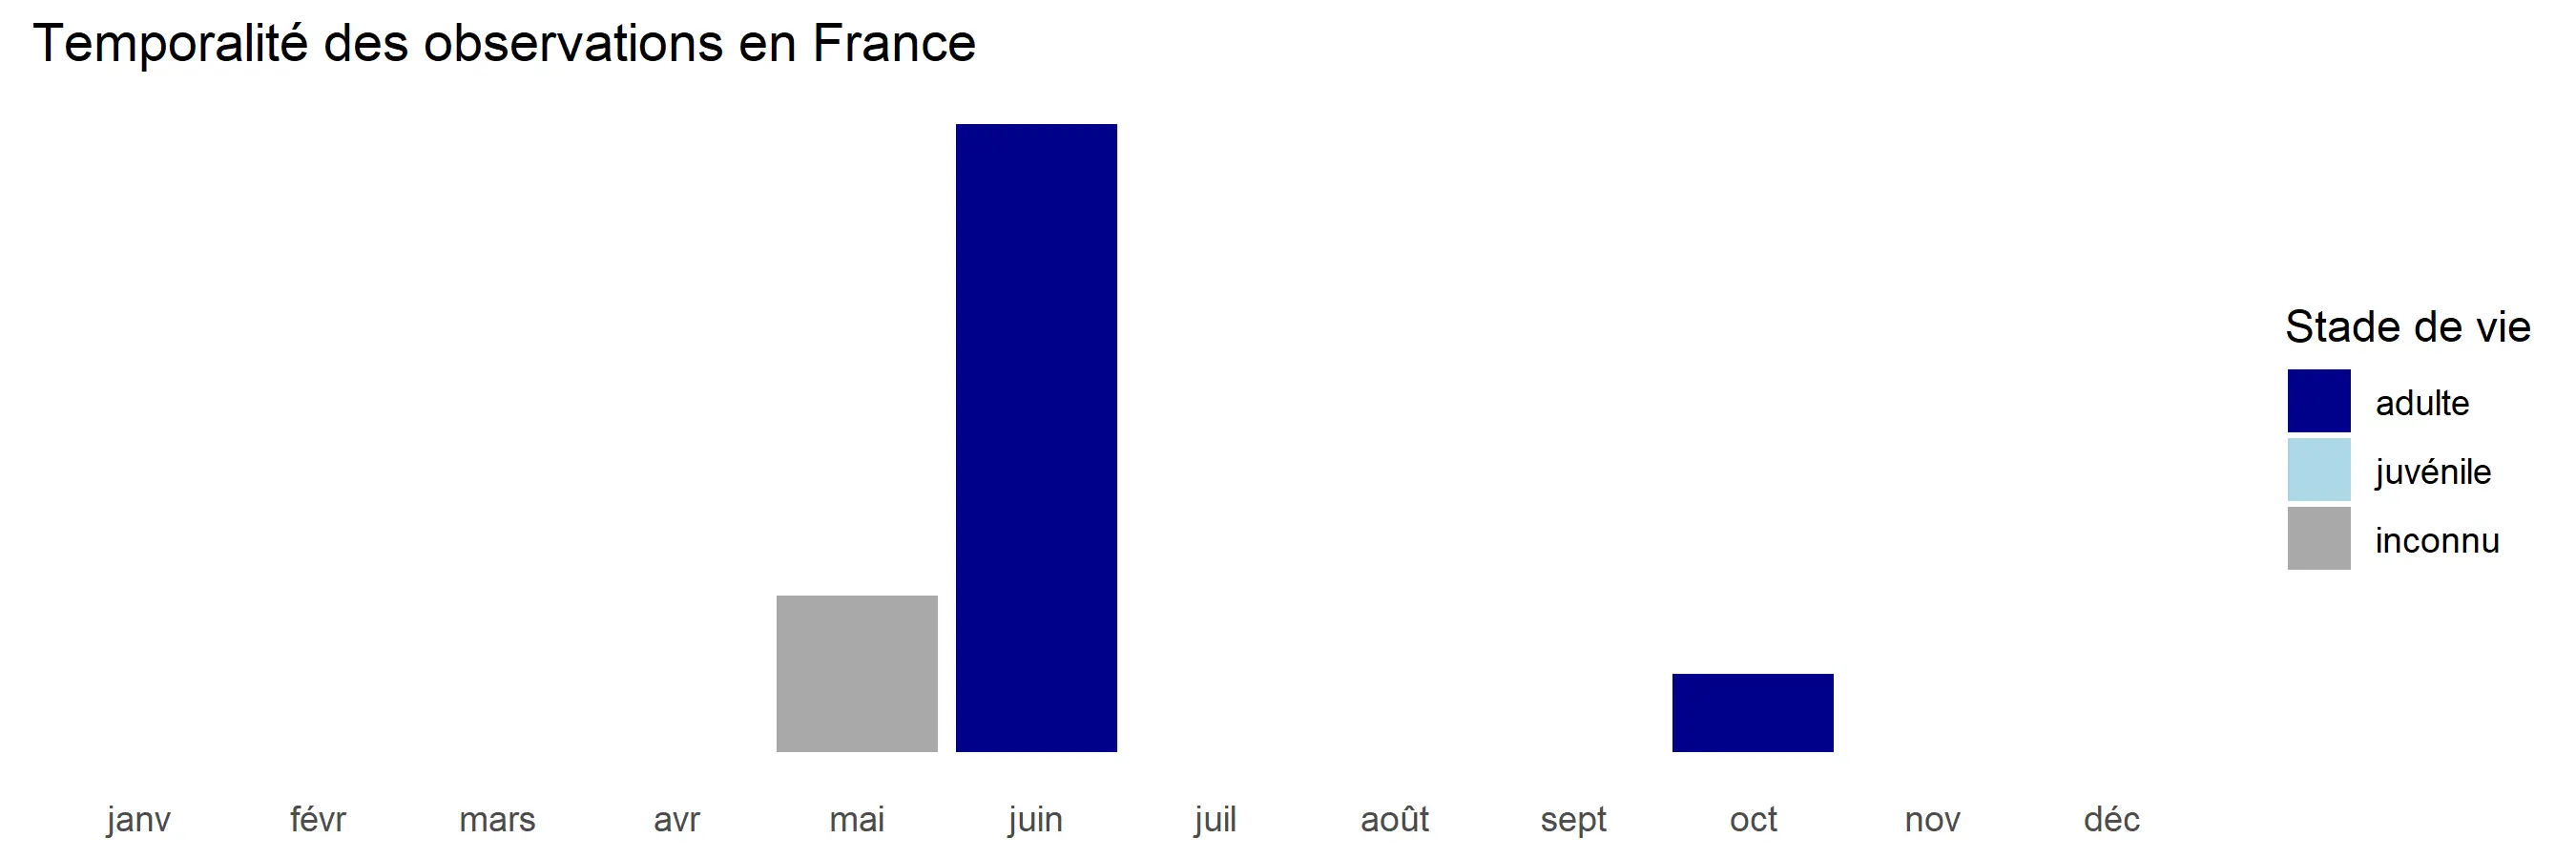 Temporalité des observations en France
Stade de vie
adulte
juvénile
inconnu
janv févr mars avr mai juin juil août sept oct nov déc